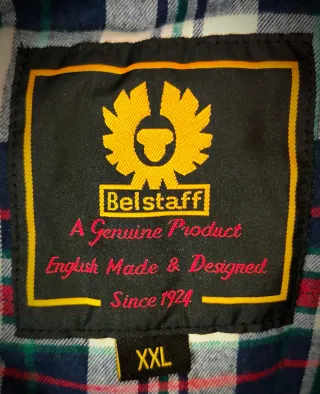 Belstaff
A Genuine Product
English Made & Designed
Since 1924
XXL